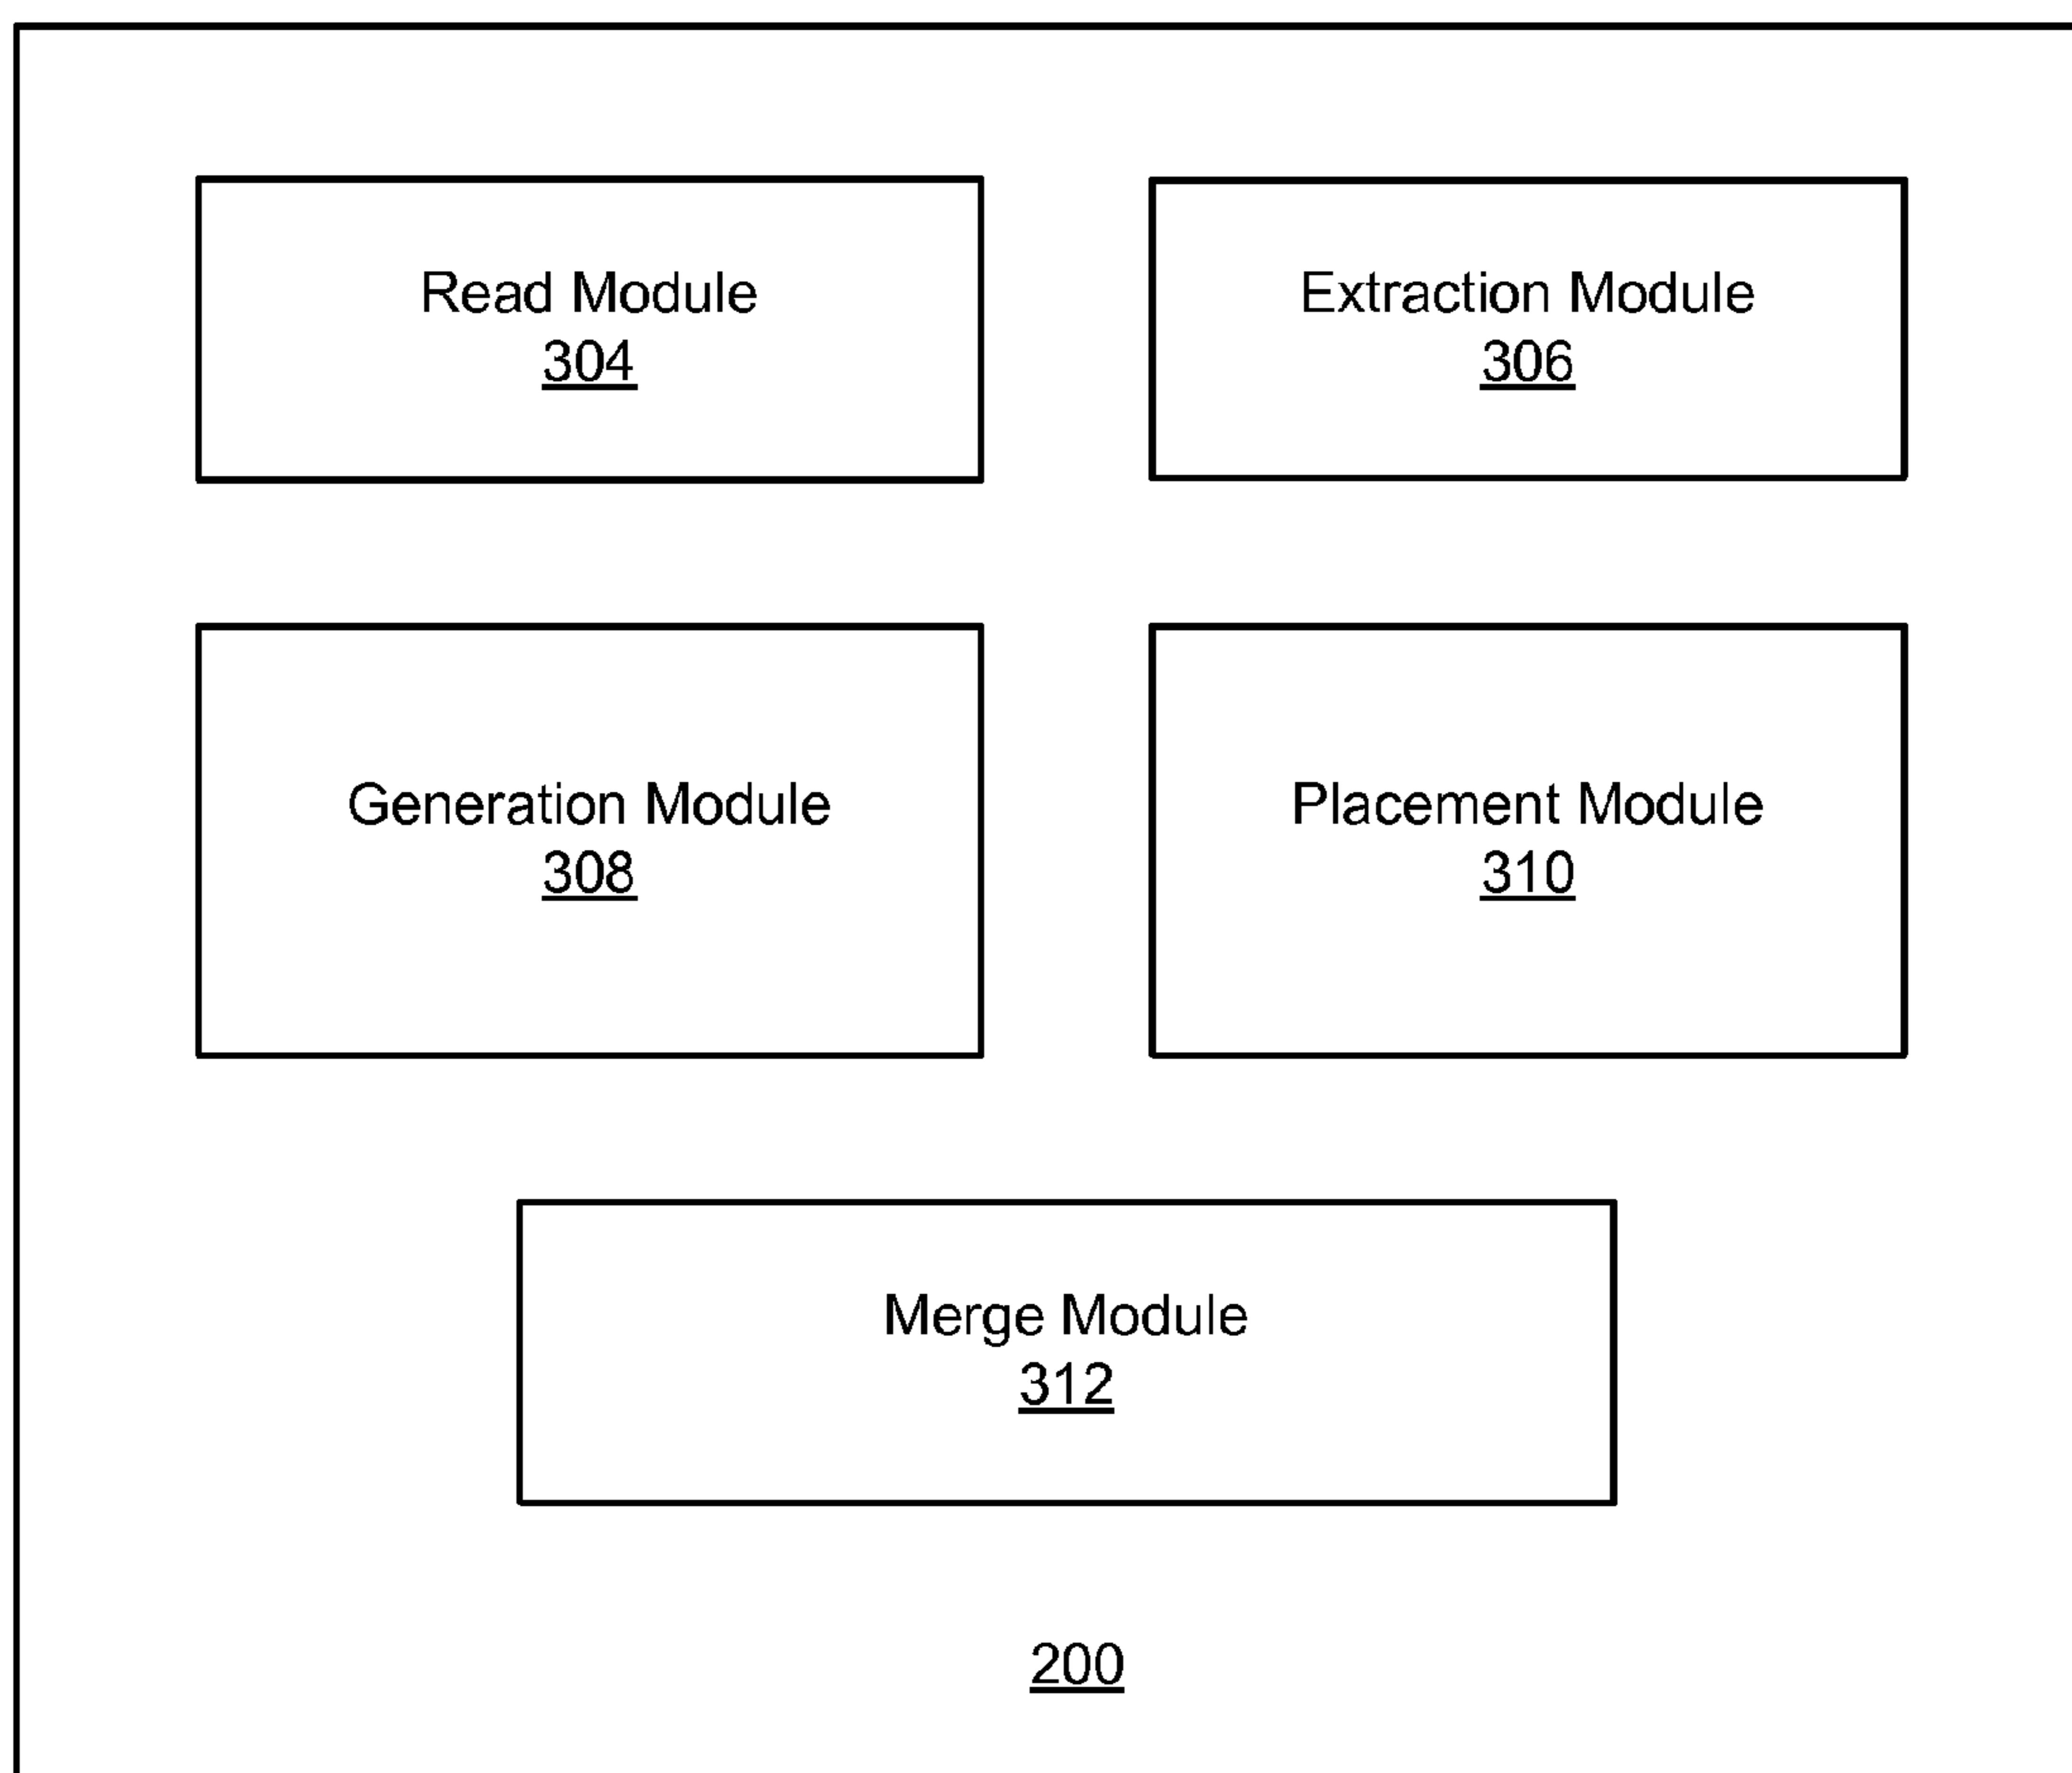 Read Module
304
Extraction Module
306
Generation Module
308
Placement Module
310
Merge Module
312
200